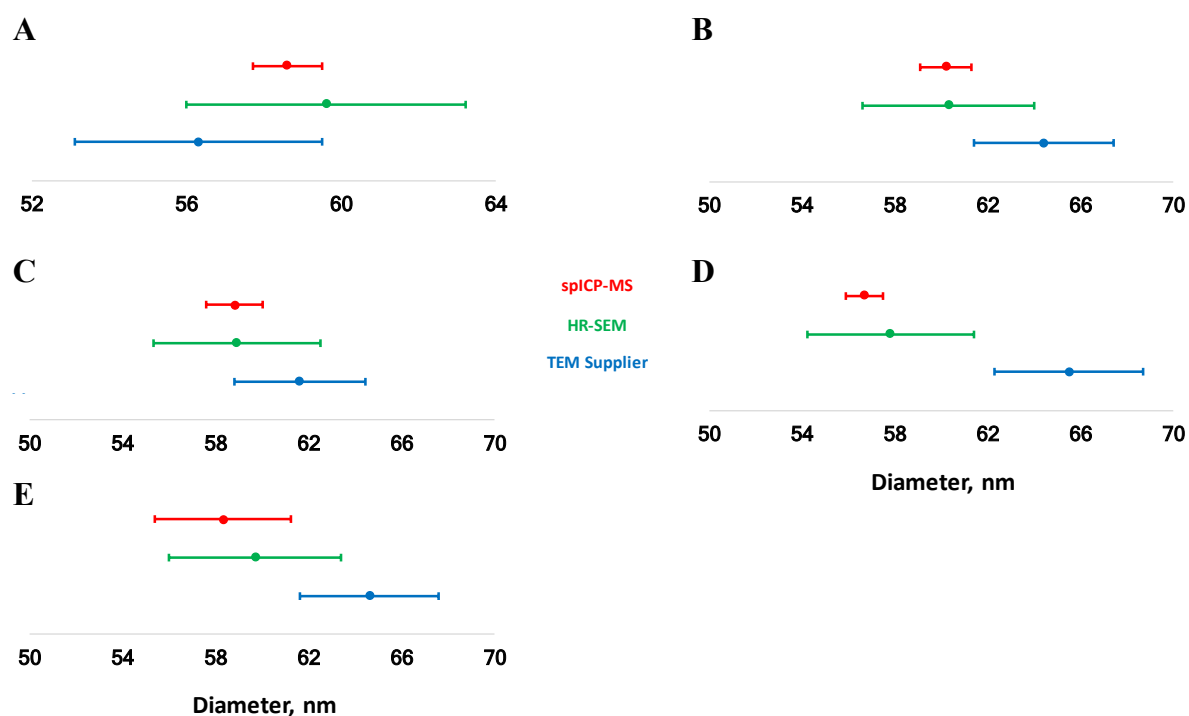 A
B
52 56 60 64
50 54 58 62 66 70
C
D
spICP-MS
HR-SEM
TEM Supplier
50 54 58 62 66 70
50 54 58 62 66 70
Diameter, nm
E
50 54 58 62 66 70
Diameter, nm